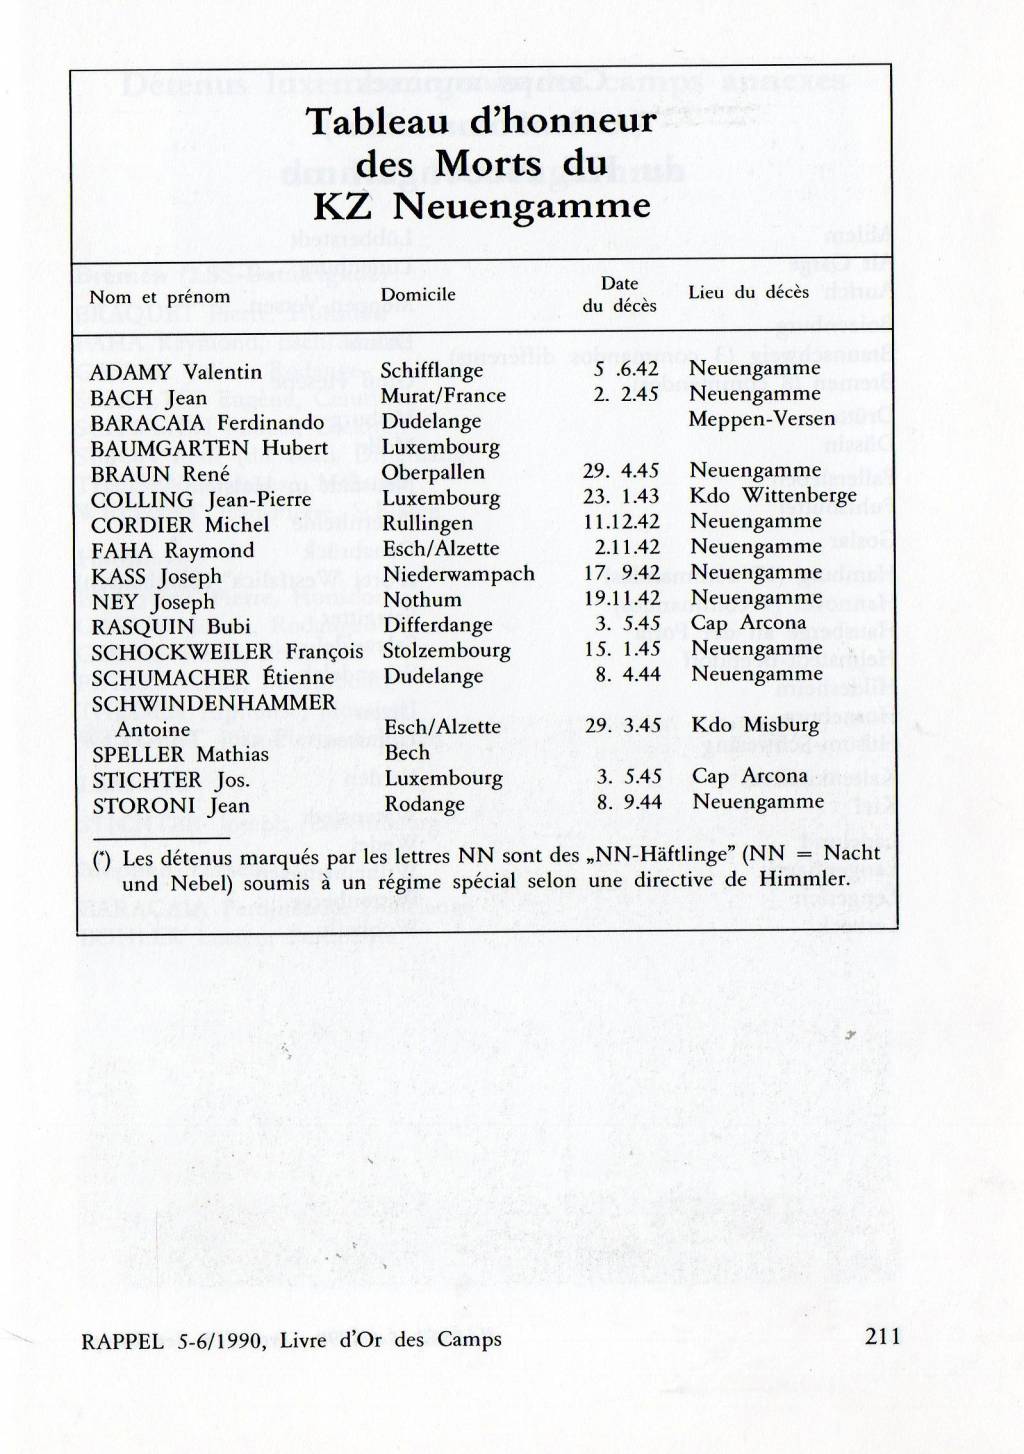 Tableau d'honneur
des Morts du
KZ Neuengamme
Nom et prénom Domicile Date du décès Lieu du décès
ADAMY Valentin Schifflange 5 .6.42 Neuengamme
BACH Jean Murat/France 2. 2.45 Neuengamme
BARACAIA Ferdinando Dudelange Meppen-Versen
BAUMGARTEN Hubert Luxembourg
BRAUN René Oberpallen 29. 4.45 Neuengamme
COLLING Jean-Pierre Luxembourg 23. 1.43 Kdo Wittenberge
CORDIER Michel Rullingen 11.12.42 Neuengamme
FAHA Raymond Esch/Alzette 2.11.42 Neuengamme
KASS Joseph Niederwampach 17. 9.42 Neuengamme
NEY Joseph Nothum 19.11.42 Neuengamme
RASQUIN Bubi Differdange 3. 5.45 Cap Arcona
SCHOCKWEILER François Stolzembourg 15. 1.45 Neuengamme
SCHUMACHER Étienne Dudelange 8. 4.44 Neuengamme
SCHWINDENHAMMER
Antoine Esch/Alzette 29. 3.45 Kdo Misburg
SPELLER Mathias Bech
STICHTER Jos. Luxembourg 3. 5.45 Cap Arcona
STORONI Jean Rodange 8. 9.44 Neuengamme
(*) Les détenus marqués par les lettres NN sont des „NN-Häftlinge” (NN = Nacht
und Nebel) soumis à un régime spécial selon une directive de Himmler.
RAPPEL 5-6/1990, Livre d'Or des Camps 211